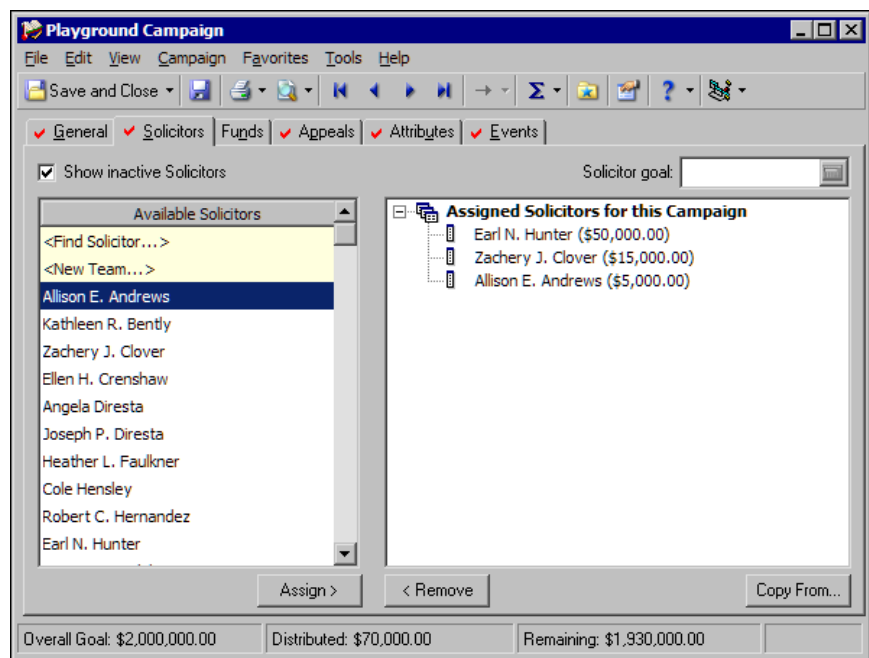 Playground Campaign
File Edit View Campaign Favorites Tools Help
Save and Close
General Solicitors Funds Appeals Attributes Events
Show inactive Solicitors Solicitor goal:
Available Solicitors
<Find Solicitor...>
<New Team...>
Allison E. Andrews
Kathleen R. Bently
Zachery J. Clover
Ellen H. Crenshaw
Angela Diresta
Joseph P. Diresta
Heather L. Faulkner
Cole Hensley
Robert C. Hernandez
Earl N. Hunter
Assigned Solicitors for this Campaign
Earl N. Hunter ($50,000.00)
Zachery J. Clover ($15,000.00)
Allison E. Andrews ($5,000.00)
Assign > < Remove Copy From...
Overall Goal: $2,000,000.00 Distributed: $70,000.00 Remaining: $1,930,000.00